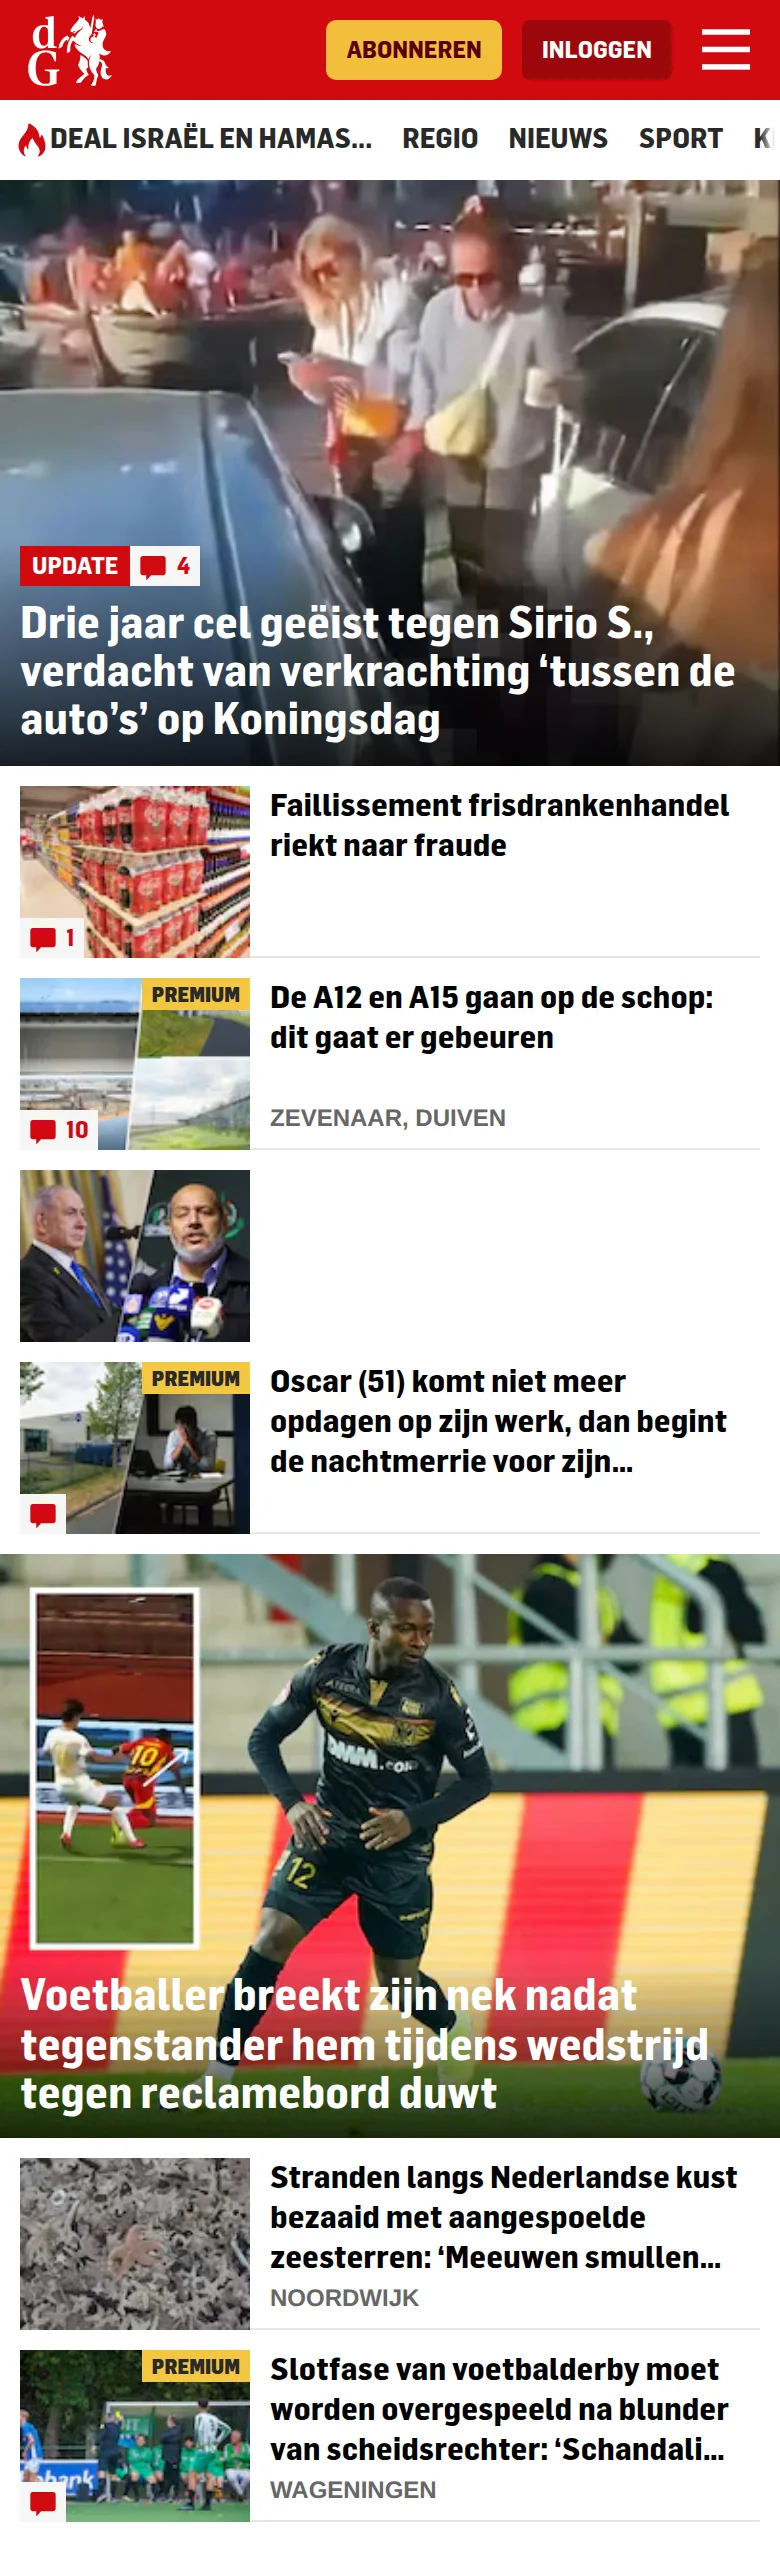 dG
ABONNEREN
INLOGGEN
DEAL ISRAËL EN HAMAS...
REGIO
NIEUWS
SPORT
UPDATE
4
Drie jaar cel geëist tegen Sirio S.,
verdacht van verkrachting ‘tussen de
auto’s’ op Koningsdag
Faillissement frisdrankenhandel
riekt naar fraude
1
PREMIUM
De A12 en A15 gaan op de schop:
dit gaat er gebeuren
ZEVENAAR, DUIVEN
10
PREMIUM
Oscar (51) komt niet meer
opdagen op zijn werk, dan begint
de nachtmerrie voor zijn...
10
DMM.com
12
Voetballer breekt zijn nek nadat
tegenstander hem tijdens wedstrijd
tegen reclamebord duwt
Stranden langs Nederlandse kust
bezaaid met aangespoelde
zeesterren: ‘Meeuwen smullen...
NOORDWIJK
PREMIUM
Slotfase van voetbalderby moet
worden overgespeeld na blunder
van scheidsrechter: ‘Schandali...
WAGENINGEN